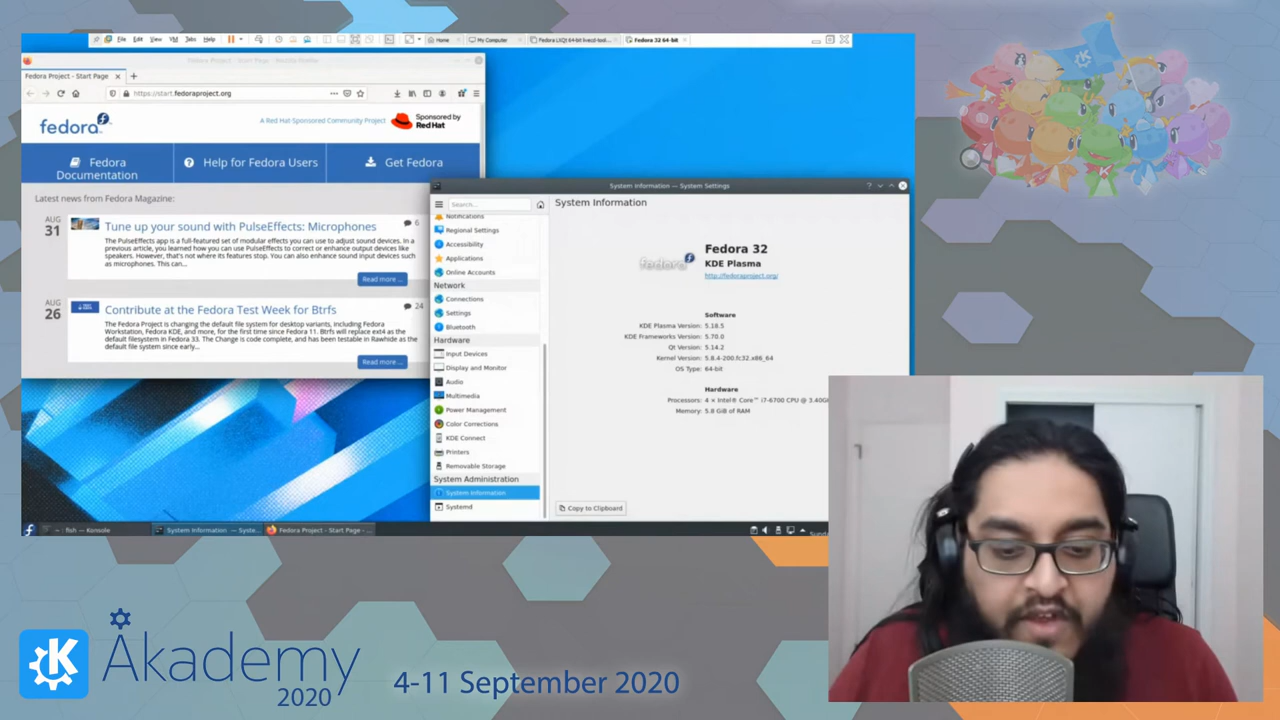 File Edit View VM Tabs Help
Home
My Computer
Fedora LXQt 64-bit livecd-tool...
Fedora 32 64-bit
Fedora Project - Start Page
https://start.fedoraproject.org
fedora
A Red Hat-Sponsored Community Project
Sponsored by
Red Hat
Fedora
Documentation
Help for Fedora Users
Get Fedora
Latest news from Fedora Magazine:
AUG
31
Tune up your sound with PulseEffects: Microphones
6
The PulseEffects app is a full-featured set of modular effects you can use to adjust sound devices. In a
previous article, you learned how you can use PulseEffects to correct or enhance output devices like
speakers. However, that's not where its features stop. You can also enhance sound input devices such
as microphones. This can...
Read more ...
AUG
26
Contribute at the Fedora Test Week for Btrfs
24
The Fedora Project is changing the default file system for desktop variants, including Fedora
Workstation, Fedora KDE, and more, for the first time since Fedora 11. Btrfs will replace ext4 as the
default filesystem in Fedora 33. The Change is code complete, and has been testable in Rawhide as the
default file system since early...
Read more ...
System Information — System Settings
Search...
System Information
Notifications
Regional Settings
Accessibility
Applications
Online Accounts
Network
Connections
Settings
Bluetooth
Hardware
Input Devices
Display and Monitor
Audio
Multimedia
Power Management
Color Corrections
KDE Connect
Printers
Removable Storage
System Administration
System Information
Systemd
fedora
Fedora 32
KDE Plasma
http://fedoraproject.org/
Software
KDE Plasma Version: 5.18.5
KDE Frameworks Version: 5.70.0
Qt Version: 5.14.2
Kernel Version: 5.8.4-200.fc32.x86_64
OS Type: 64-bit
Hardware
Processors: 4 × Intel® Core™ i7-6700 CPU @ 3.40G
Memory: 5.8 GiB of RAM
Copy to Clipboard
~ : fish — Konsole
System Information — Syste...
Fedora Project - Start Page - ...
Akademy
2020
4-11 September 2020